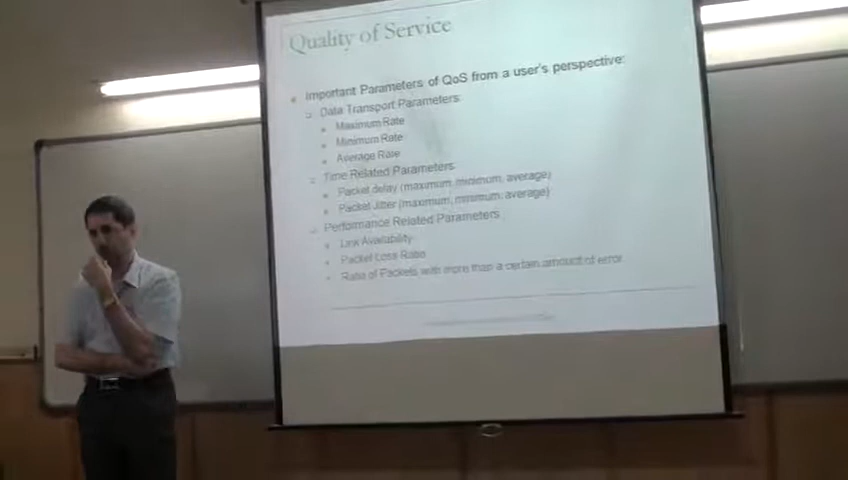 Quality of Service
Important Parameters of QoS from a user's perspective:
Data Transport Parameters
Maximum Rate
Minimum Rate
Average Rate
Time Related Parameters
Packet delay (maximum, minimum, average)
Packet Jitter (maximum, minimum, average)
Performance Related Parameters
Link Availability
Packet Loss Ratio
Ratio of Packets with more than a certain amount of error